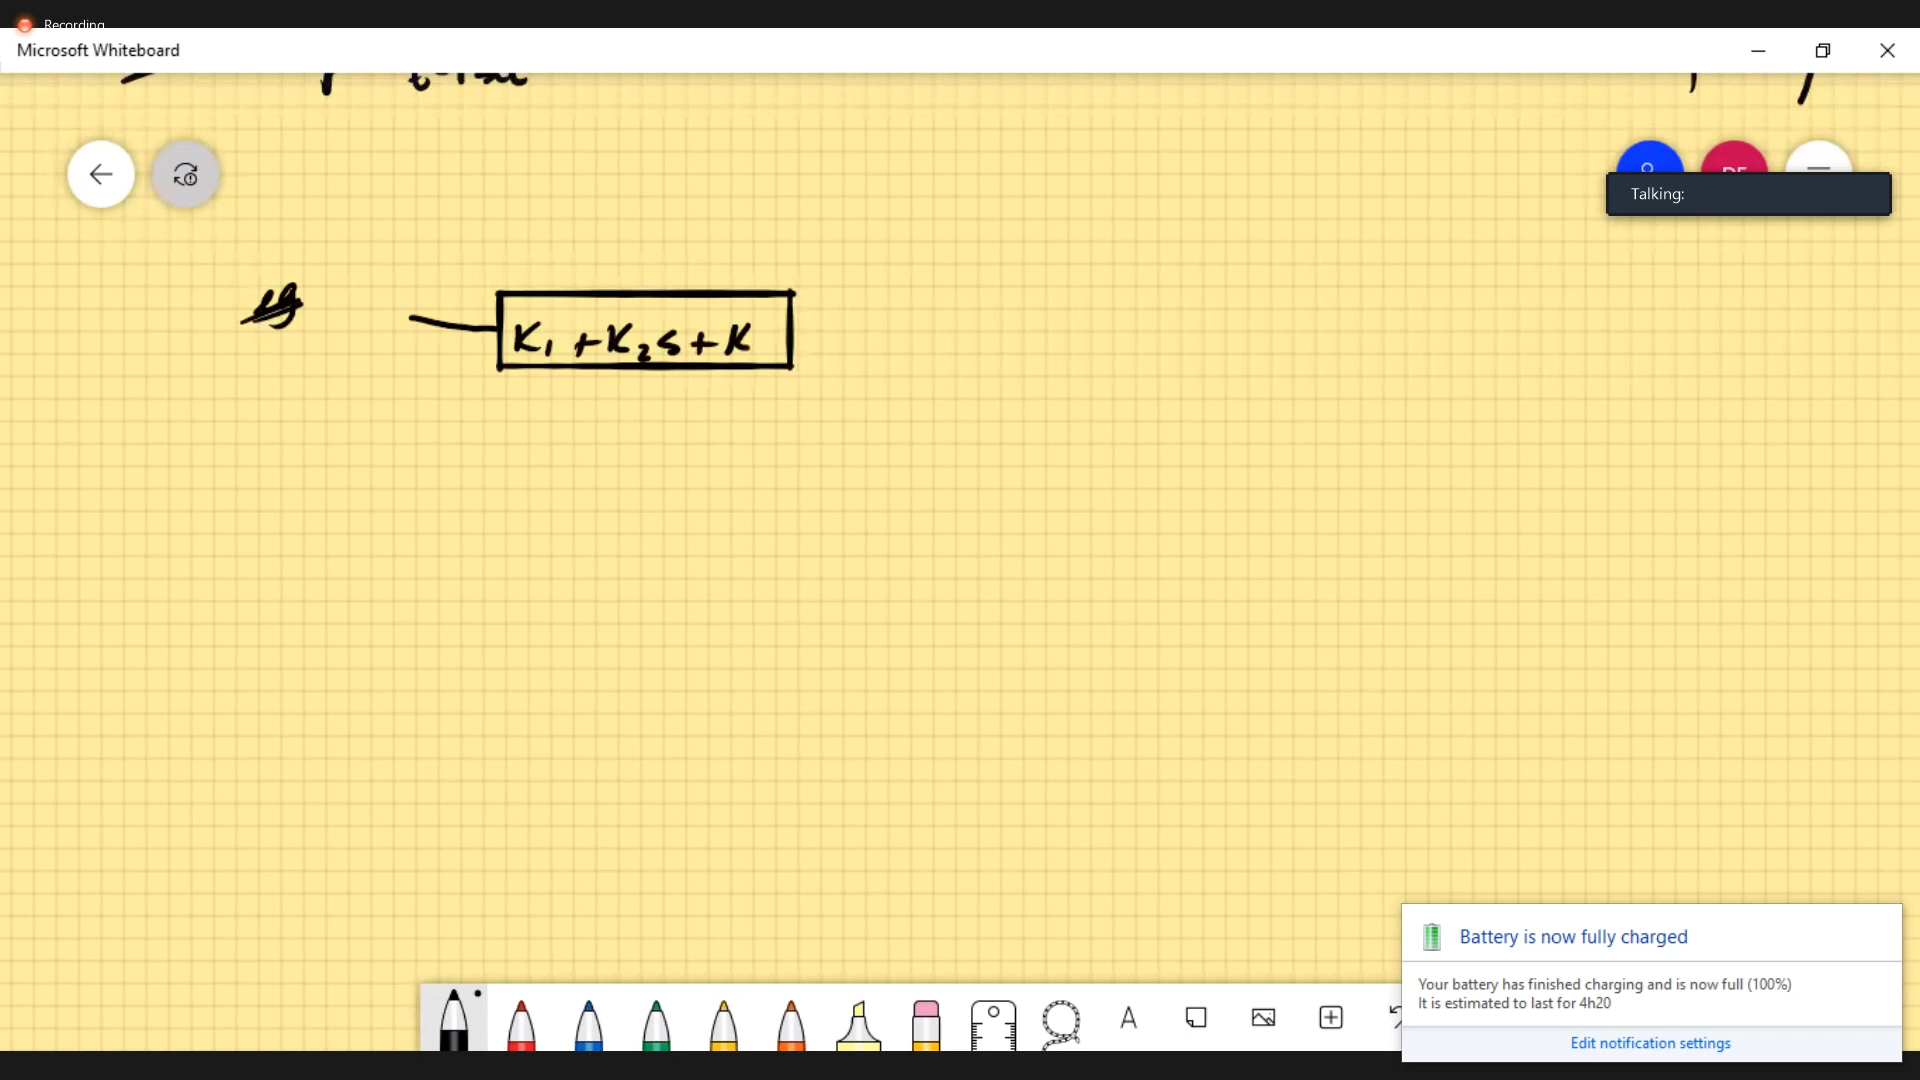 Recording
Microsoft Whiteboard
Talking:
eg
K₁ + K₂s + K
A
Battery is now fully charged
Your battery has finished charging and is now full (100%)
It is estimated to last for 4h20
Edit notification settings